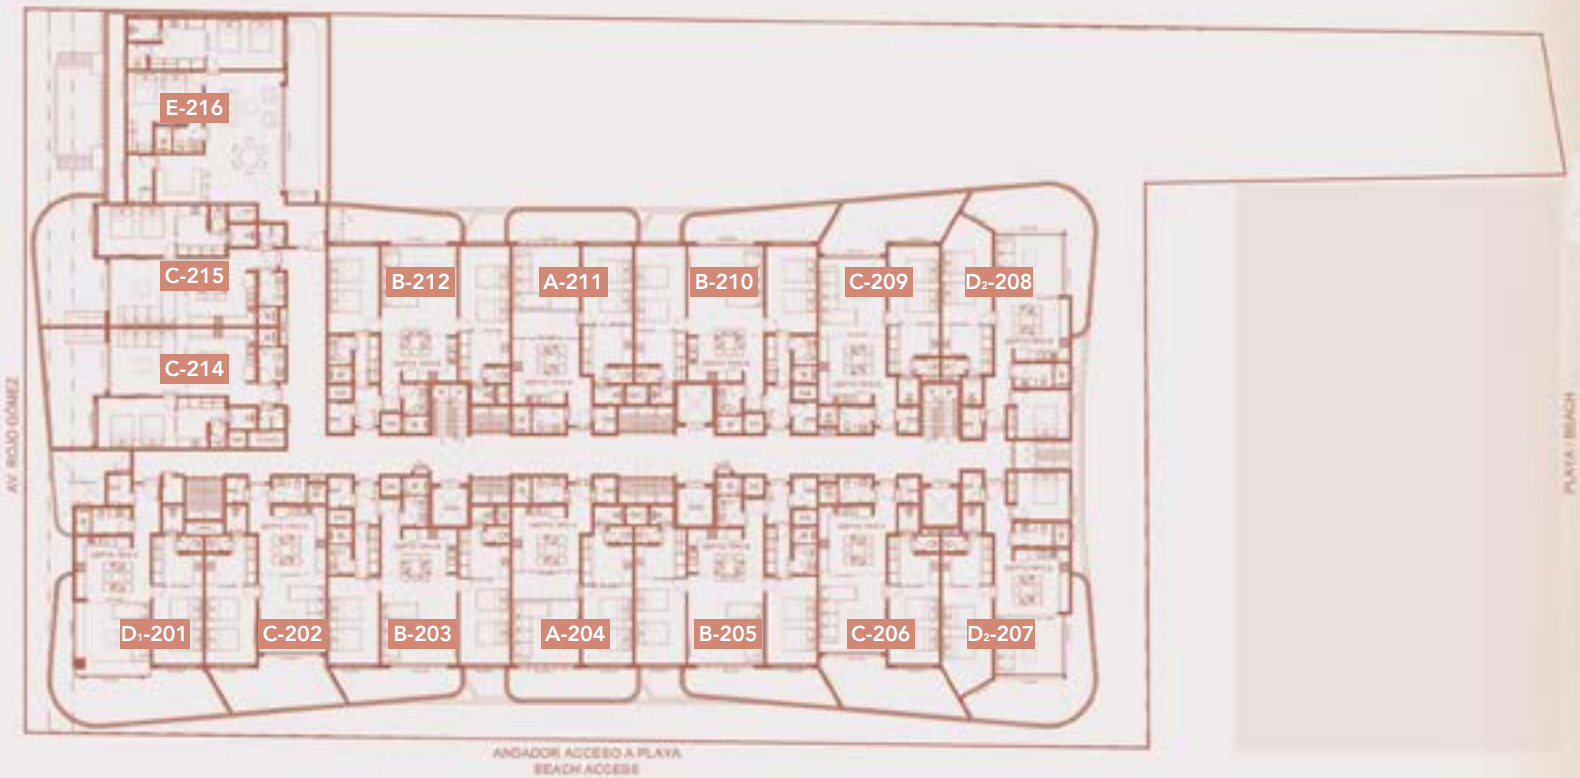 E-216
C-215
B-212
A-211
B-210
C-209
D2-208
C-214
AV. ROJO GÓMEZ
PLAYA / BEACH
D1-201
C-202
B-203
A-204
B-205
C-206
D2-207
ANDADOR ACCESO A PLAYA
BEACH ACCESS